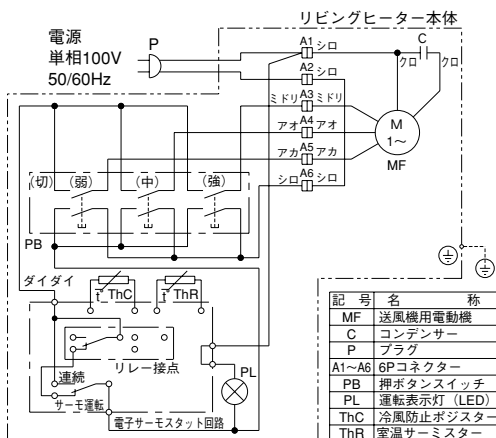 リビングヒーター本体
電源
単相100V
50/60Hz
P
A1 シロ
C
クロ
クロ
A2 シロ
ミドリ A3 ミドリ
アオ A4 アオ
アカ A5 アカ
シロ A6 シロ
M
1～
MF
(切)
(弱)
(中)
(強)
PB
ダイダイ
t° ThC
t° ThR
リレー接点
連続
サーモ運転
PL
電子サーモスタット回路
記 号 名 称
MF 送風機用電動機
C コンデンサー
P プラグ
A1～A6 6Pコネクター
PB 押ボタンスイッチ
PL 運転表示灯（LED）
ThC 冷風防止ポジスター
ThR 室温サーミスター